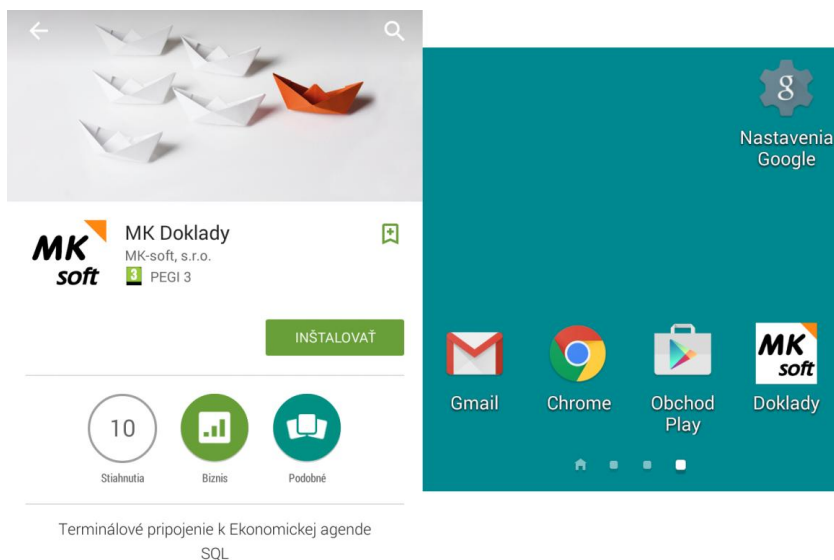 MK
soft
MK Doklady
MK-soft, s.r.o.
3 PEGI 3
INŠTALOVAŤ
10
Stiahnutia
Biznis
Podobné
Terminálové pripojenie k Ekonomickej agende
SQL
g
Nastavenia
Google
Gmail
Chrome
Obchod
Play
MK
soft
Doklady